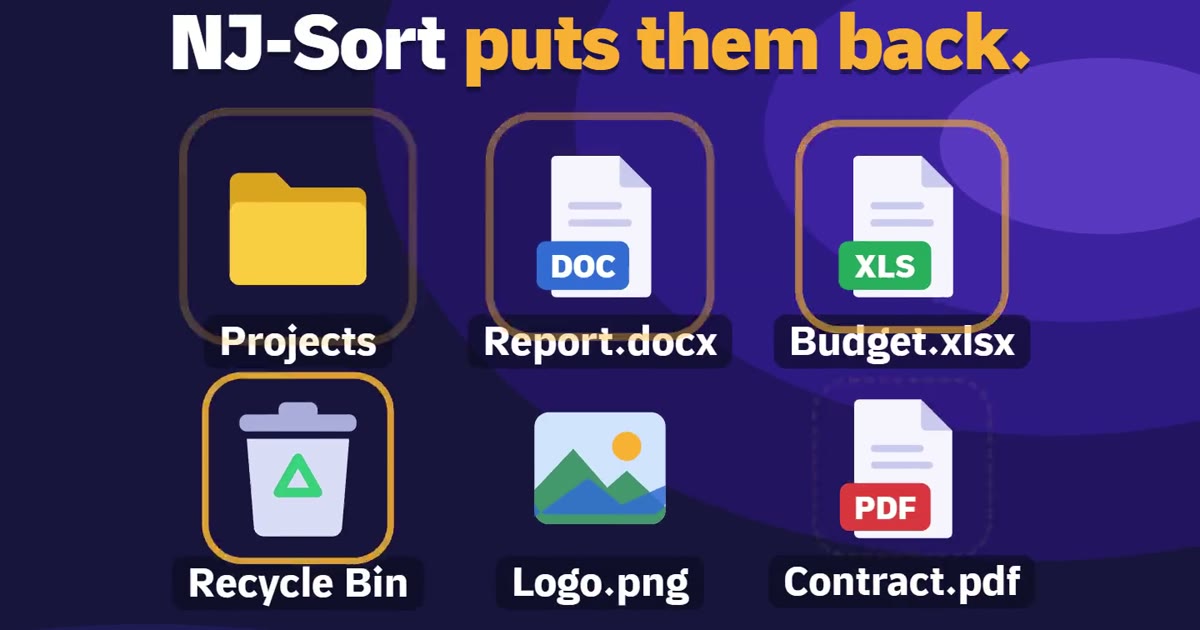 NJ-Sort puts them back.
DOC
XLS
Projects
Report.docx
Budget.xlsx
PDF
Recycle Bin
Logo.png
Contract.pdf